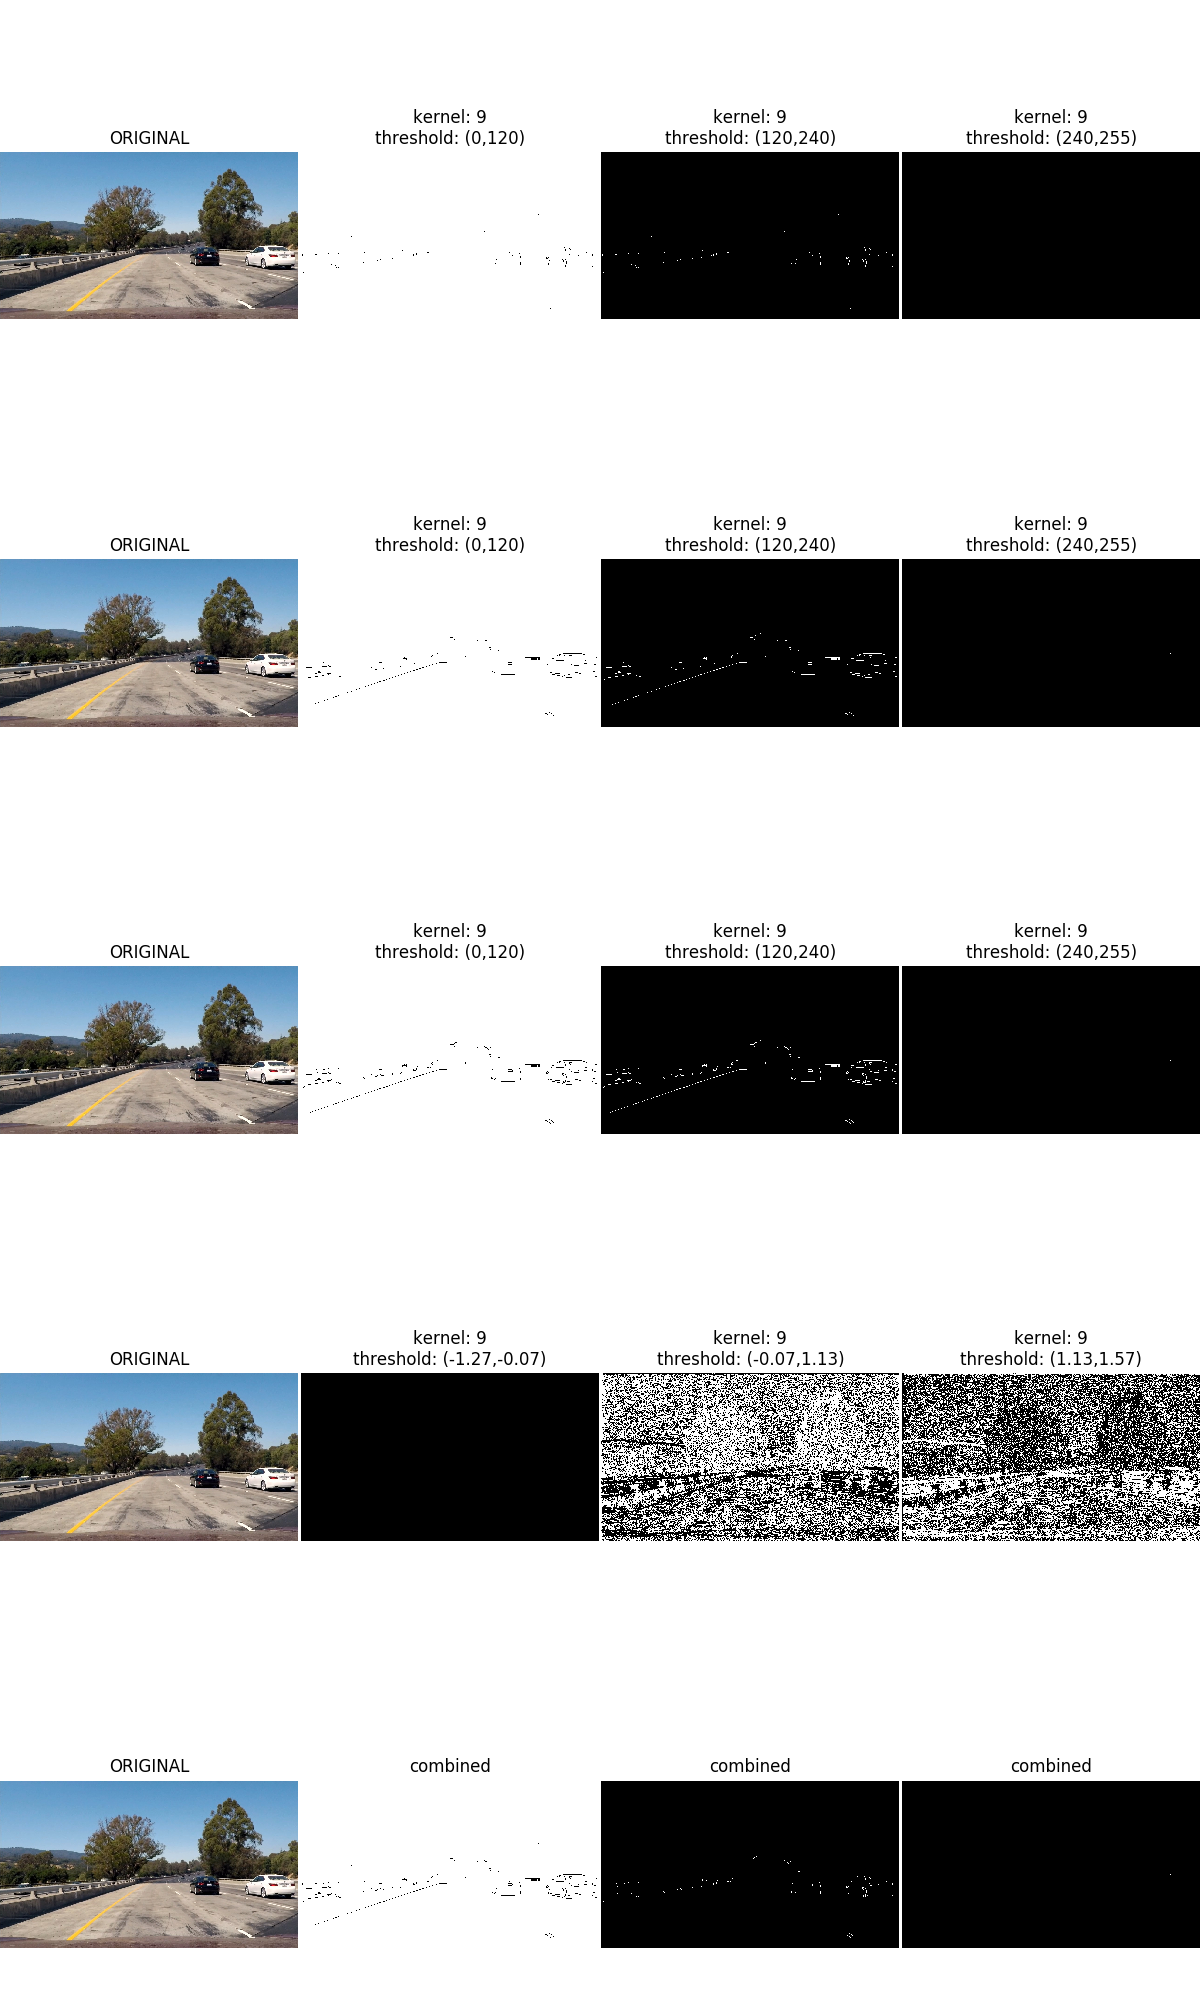 ORIGINAL
kernel: 9
threshold: (0,120)
kernel: 9
threshold: (120,240)
kernel: 9
threshold: (240,255)
ORIGINAL
kernel: 9
threshold: (0,120)
kernel: 9
threshold: (120,240)
kernel: 9
threshold: (240,255)
ORIGINAL
kernel: 9
threshold: (0,120)
kernel: 9
threshold: (120,240)
kernel: 9
threshold: (240,255)
ORIGINAL
kernel: 9
threshold: (-1.27,-0.07)
kernel: 9
threshold: (-0.07,1.13)
kernel: 9
threshold: (1.13,1.57)
ORIGINAL
combined
combined
combined